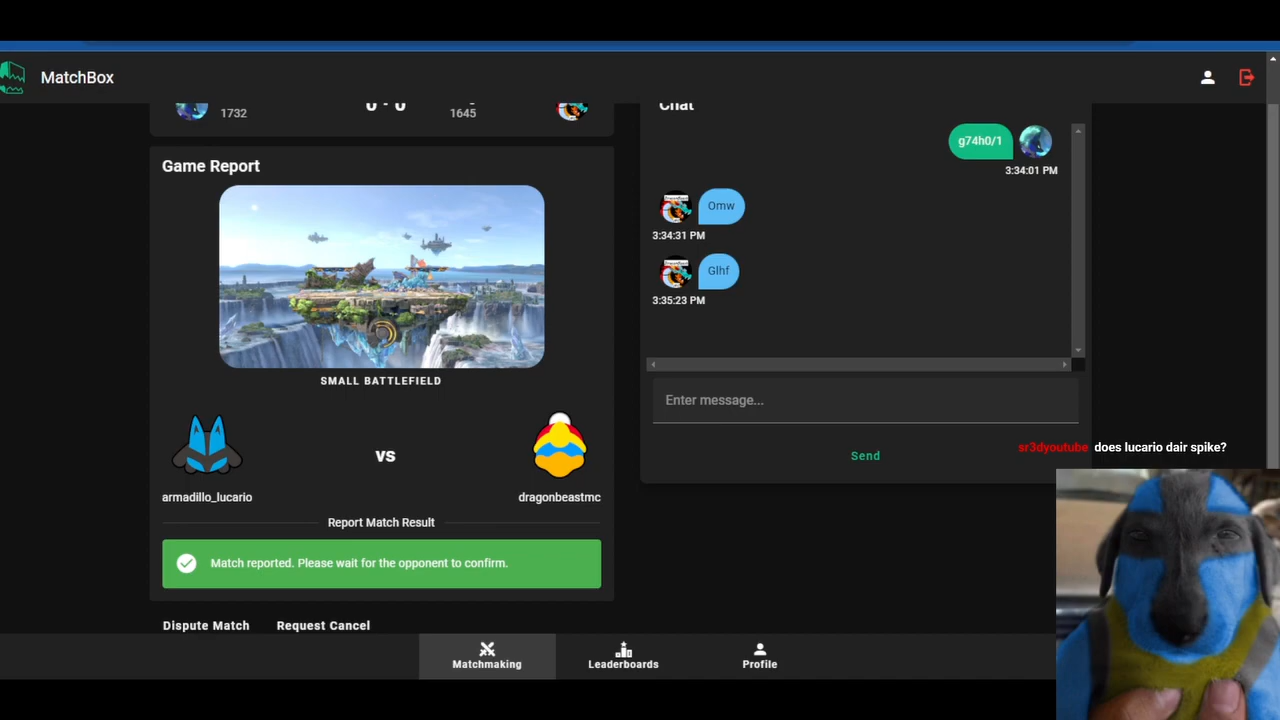 MatchBox
1732
0 - 0
1645
Game Report
SMALL BATTLEFIELD
armadillo_lucario
VS
dragonbeastmc
Report Match Result
Match reported. Please wait for the opponent to confirm.
Dispute Match
Request Cancel
Chat
g74h0/1
3:34:01 PM
Omw
3:34:31 PM
Glhf
3:35:23 PM
Enter message...
Send
sr3dyoutube does lucario dair spike?
Matchmaking
Leaderboards
Profile